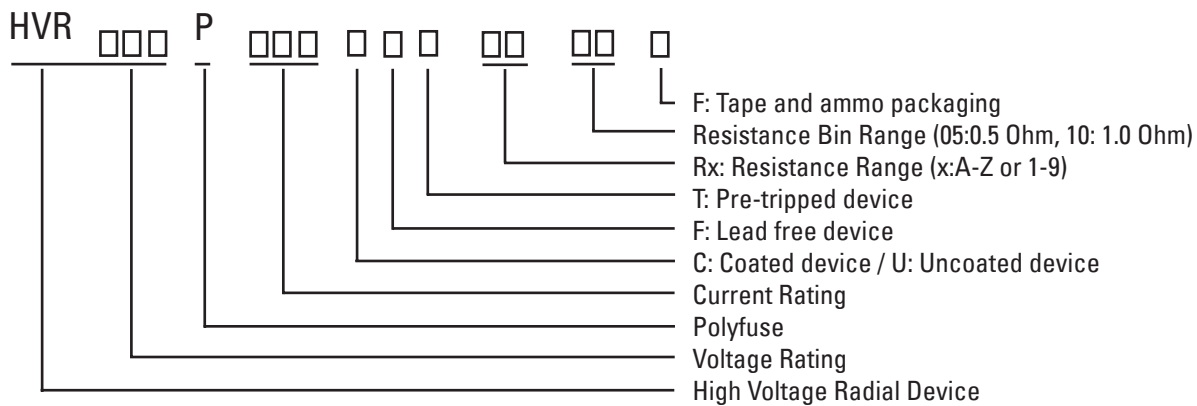 HVR □□□ P □□□ □ □ □ □□ □□ □
F: Tape and ammo packaging
Resistance Bin Range (05:0.5 Ohm, 10: 1.0 Ohm)
Rx: Resistance Range (x:A-Z or 1-9)
T: Pre-tripped device
F: Lead free device
C: Coated device / U: Uncoated device
Current Rating
Polyfuse
Voltage Rating
High Voltage Radial Device